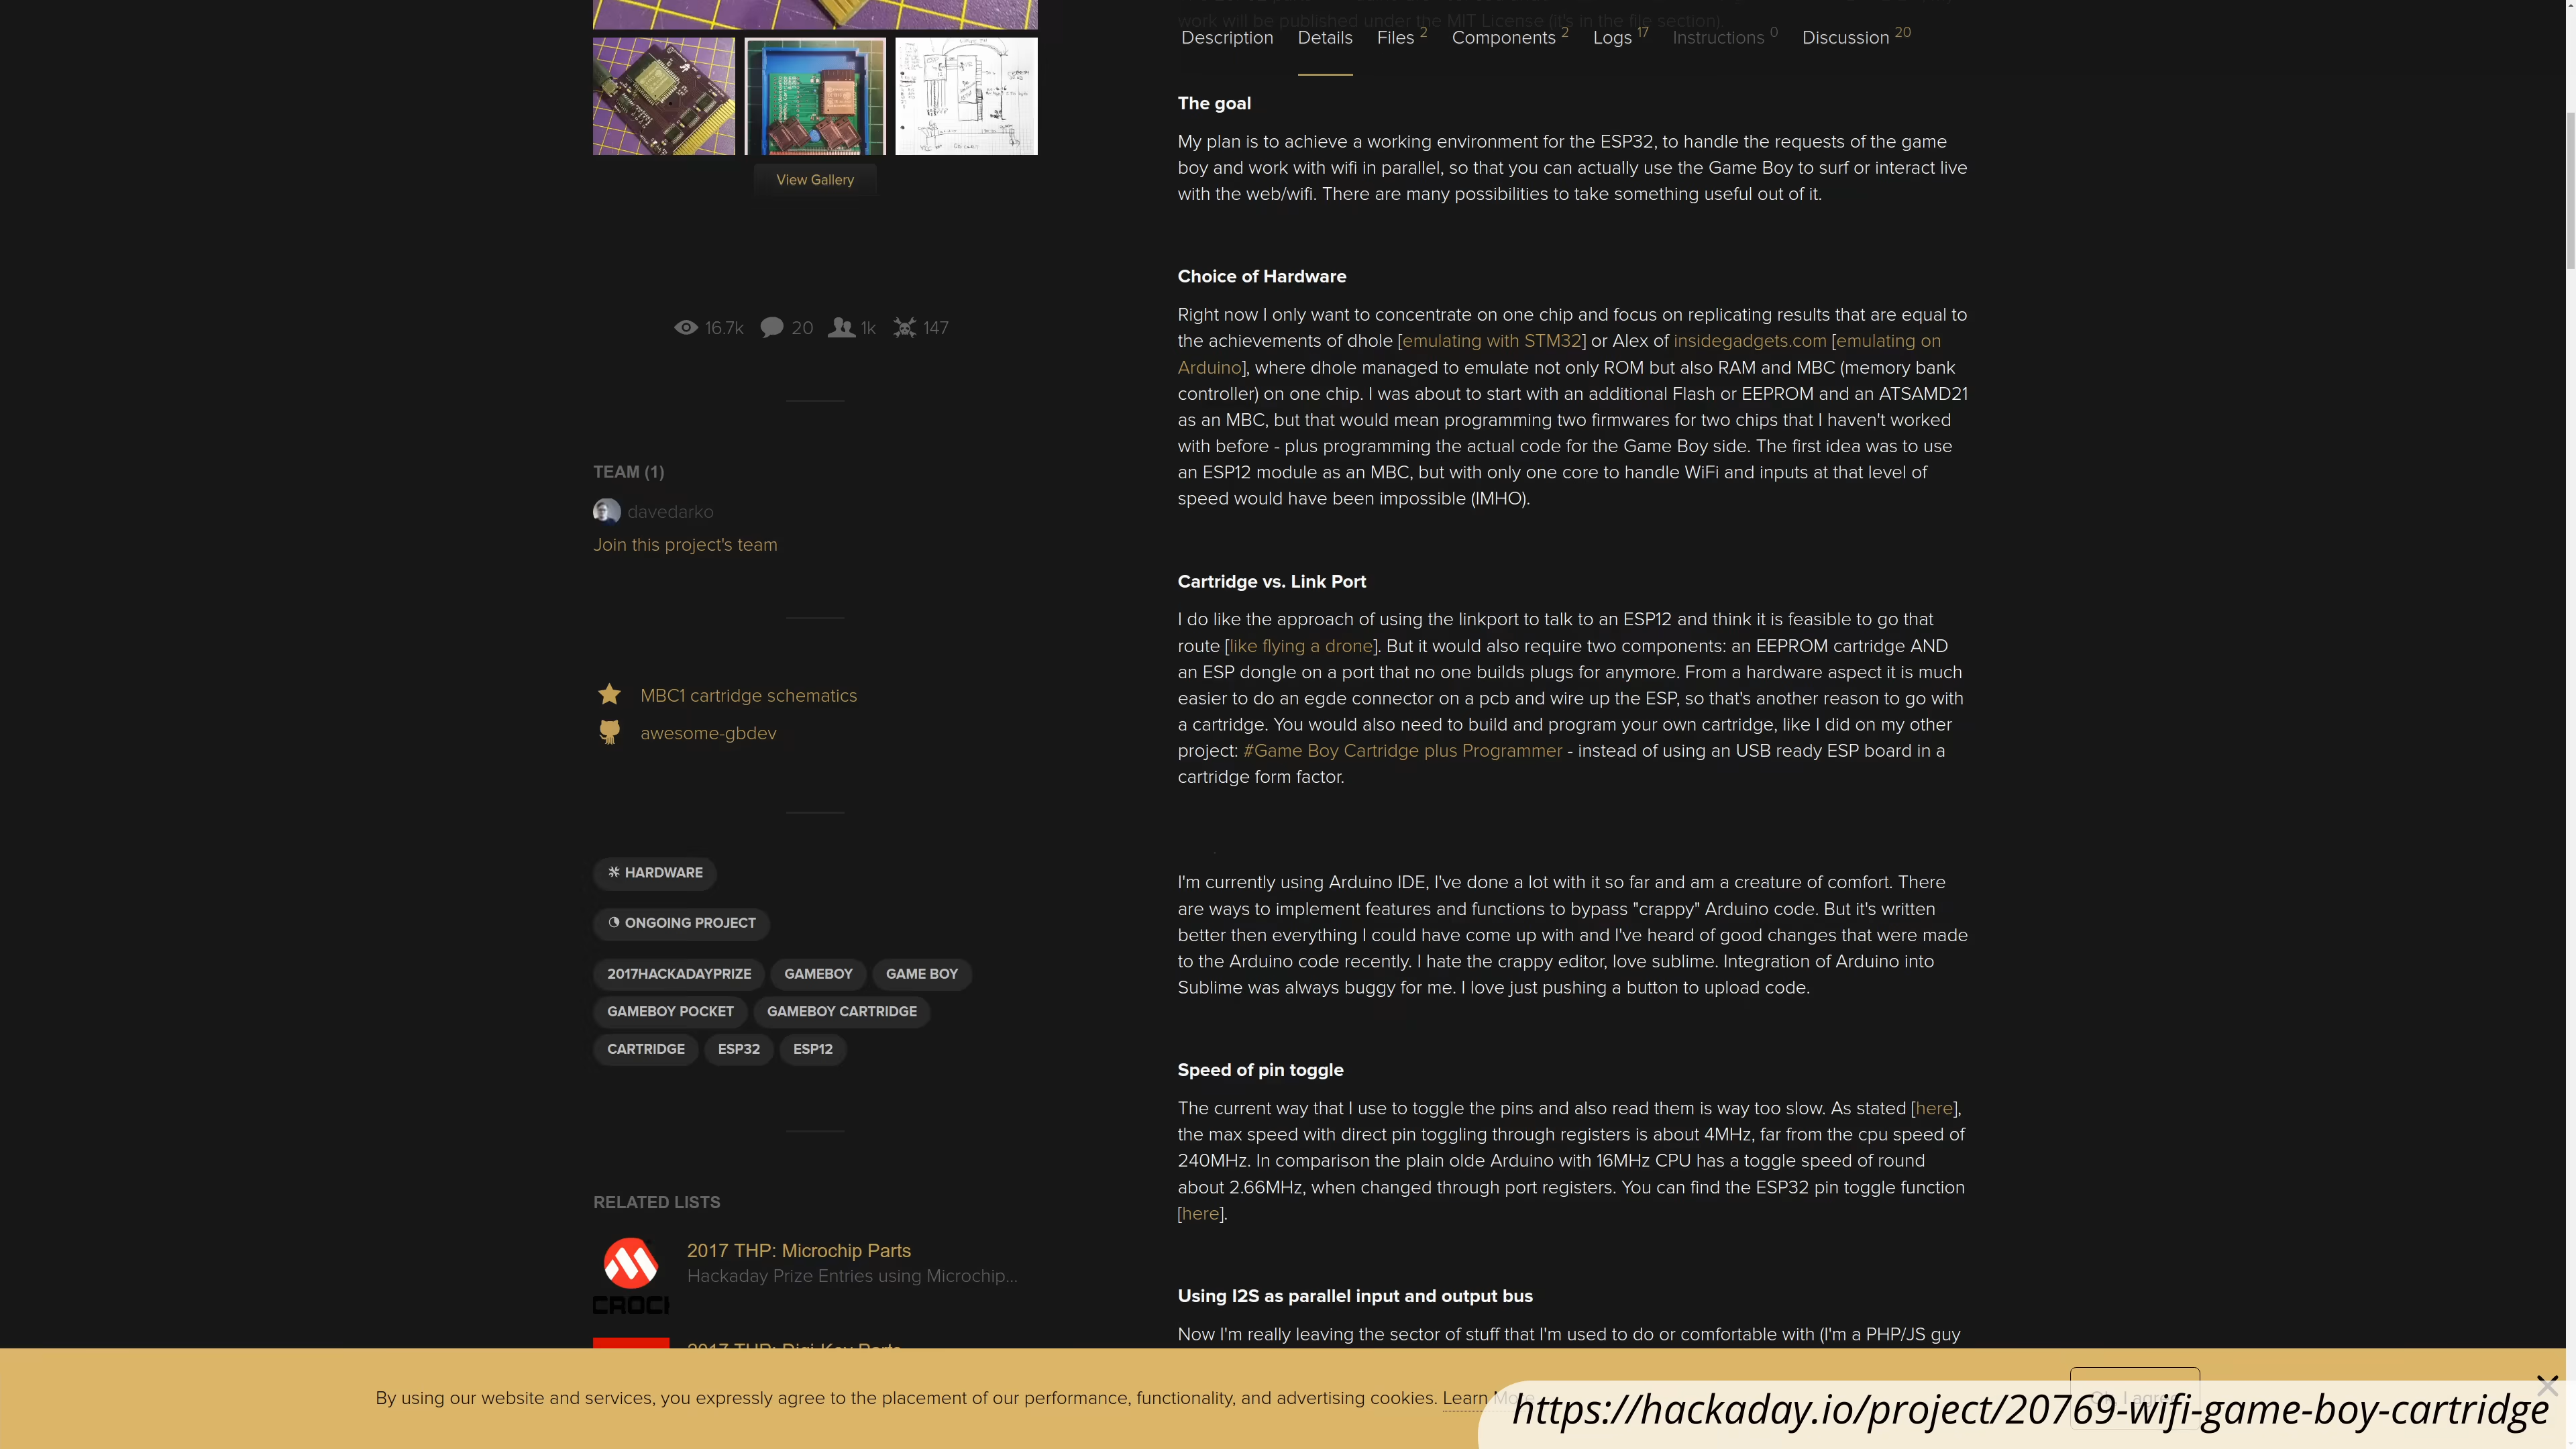 work will be published under the MIT License (it's in the file section).
Description Details Files 2 Components 2 Logs 17 Instructions 0 Discussion 20
View Gallery
16.7k 20 1k 147
TEAM (1)
davedarko
Join this project's team
MBC1 cartridge schematics
awesome-gbdev
HARDWARE
ONGOING PROJECT
2017HACKADAYPRIZE GAMEBOY GAME BOY
GAMEBOY POCKET GAMEBOY CARTRIDGE
CARTRIDGE ESP32 ESP12
RELATED LISTS
2017 THP: Microchip Parts
Hackaday Prize Entries using Microchip...
CROCH
2017 THP: Digi-Key Parts
The goal
My plan is to achieve a working environment for the ESP32, to handle the requests of the game
boy and work with wifi in parallel, so that you can actually use the Game Boy to surf or interact live
with the web/wifi. There are many possibilities to take something useful out of it.
Choice of Hardware
Right now I only want to concentrate on one chip and focus on replicating results that are equal to
the achievements of dhole [emulating with STM32] or Alex of insidegadgets.com [emulating on
Arduino], where dhole managed to emulate not only ROM but also RAM and MBC (memory bank
controller) on one chip. I was about to start with an additional Flash or EEPROM and an ATSAMD21
as an MBC, but that would mean programming two firmwares for two chips that I haven't worked
with before - plus programming the actual code for the Game Boy side. The first idea was to use
an ESP12 module as an MBC, but with only one core to handle WiFi and inputs at that level of
speed would have been impossible (IMHO).
Cartridge vs. Link Port
I do like the approach of using the linkport to talk to an ESP12 and think it is feasible to go that
route [like flying a drone]. But it would also require two components: an EEPROM cartridge AND
an ESP dongle on a port that no one builds plugs for anymore. From a hardware aspect it is much
easier to do an egde connector on a pcb and wire up the ESP, so that's another reason to go with
a cartridge. You would also need to build and program your own cartridge, like I did on my other
project: #Game Boy Cartridge plus Programmer - instead of using an USB ready ESP board in a
cartridge form factor.
I'm currently using Arduino IDE, I've done a lot with it so far and am a creature of comfort. There
are ways to implement features and functions to bypass "crappy" Arduino code. But it's written
better then everything I could have come up with and I've heard of good changes that were made
to the Arduino code recently. I hate the crappy editor, love sublime. Integration of Arduino into
Sublime was always buggy for me. I love just pushing a button to upload code.
Speed of pin toggle
The current way that I use to toggle the pins and also read them is way too slow. As stated [here],
the max speed with direct pin toggling through registers is about 4MHz, far from the cpu speed of
240MHz. In comparison the plain olde Arduino with 16MHz CPU has a toggle speed of round
about 2.66MHz, when changed through port registers. You can find the ESP32 pin toggle function
[here].
Using I2S as parallel input and output bus
Now I'm really leaving the sector of stuff that I'm used to do or comfortable with (I'm a PHP/JS guy
By using our website and services, you expressly agree to the placement of our performance, functionality, and advertising cookies. Learn More
https://hackaday.io/project/20769-wifi-game-boy-cartridge